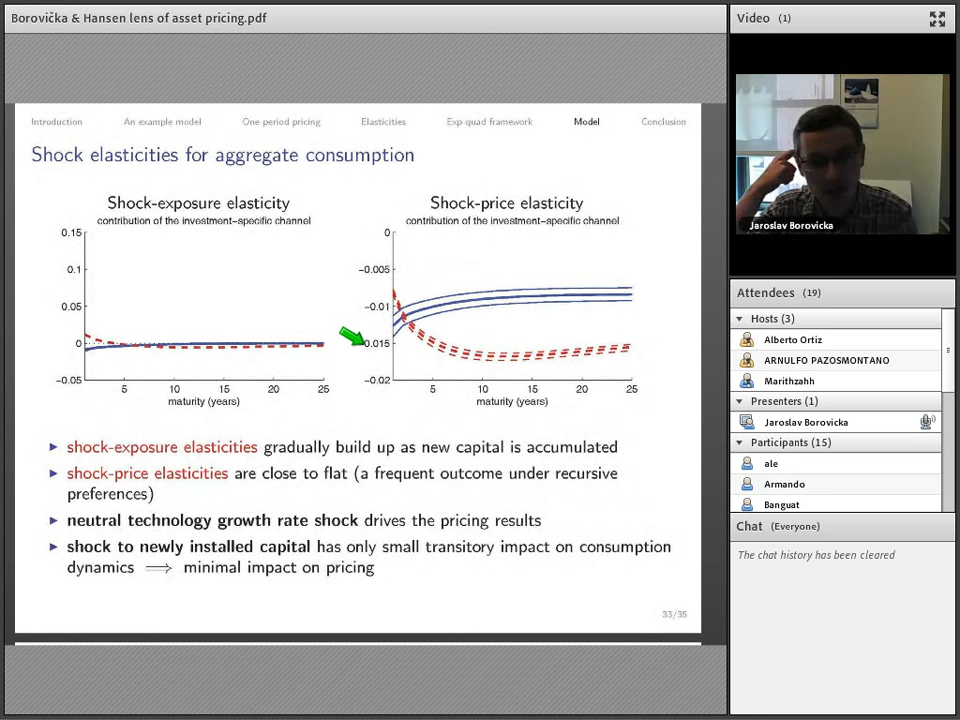 Borovička & Hansen lens of asset pricing.pdf
Introduction An example model One-period pricing Elasticities Exp-quad framework Model Conclusion
Shock elasticities for aggregate consumption
Shock-exposure elasticity
contribution of the investment-specific channel
0.15
0.1
0.05
0
-0.05
5 10 15 20 25
maturity (years)
Shock-price elasticity
contribution of the investment-specific channel
0
-0.005
-0.01
-0.015
-0.02
5 10 15 20 25
maturity (years)
shock-exposure elasticities gradually build up as new capital is accumulated
shock-price elasticities are close to flat (a frequent outcome under recursive
preferences)
neutral technology growth rate shock drives the pricing results
shock to newly installed capital has only small transitory impact on consumption
dynamics ⟹ minimal impact on pricing
33/35
Video (1)
Jaroslav Borovicka
Attendees (19)
Hosts (3)
Alberto Ortiz
ARNULFO PAZOSMONTANO
Marithzahh
Presenters (1)
Jaroslav Borovicka
Participants (15)
ale
Armando
Banguat
Chat (Everyone)
The chat history has been cleared